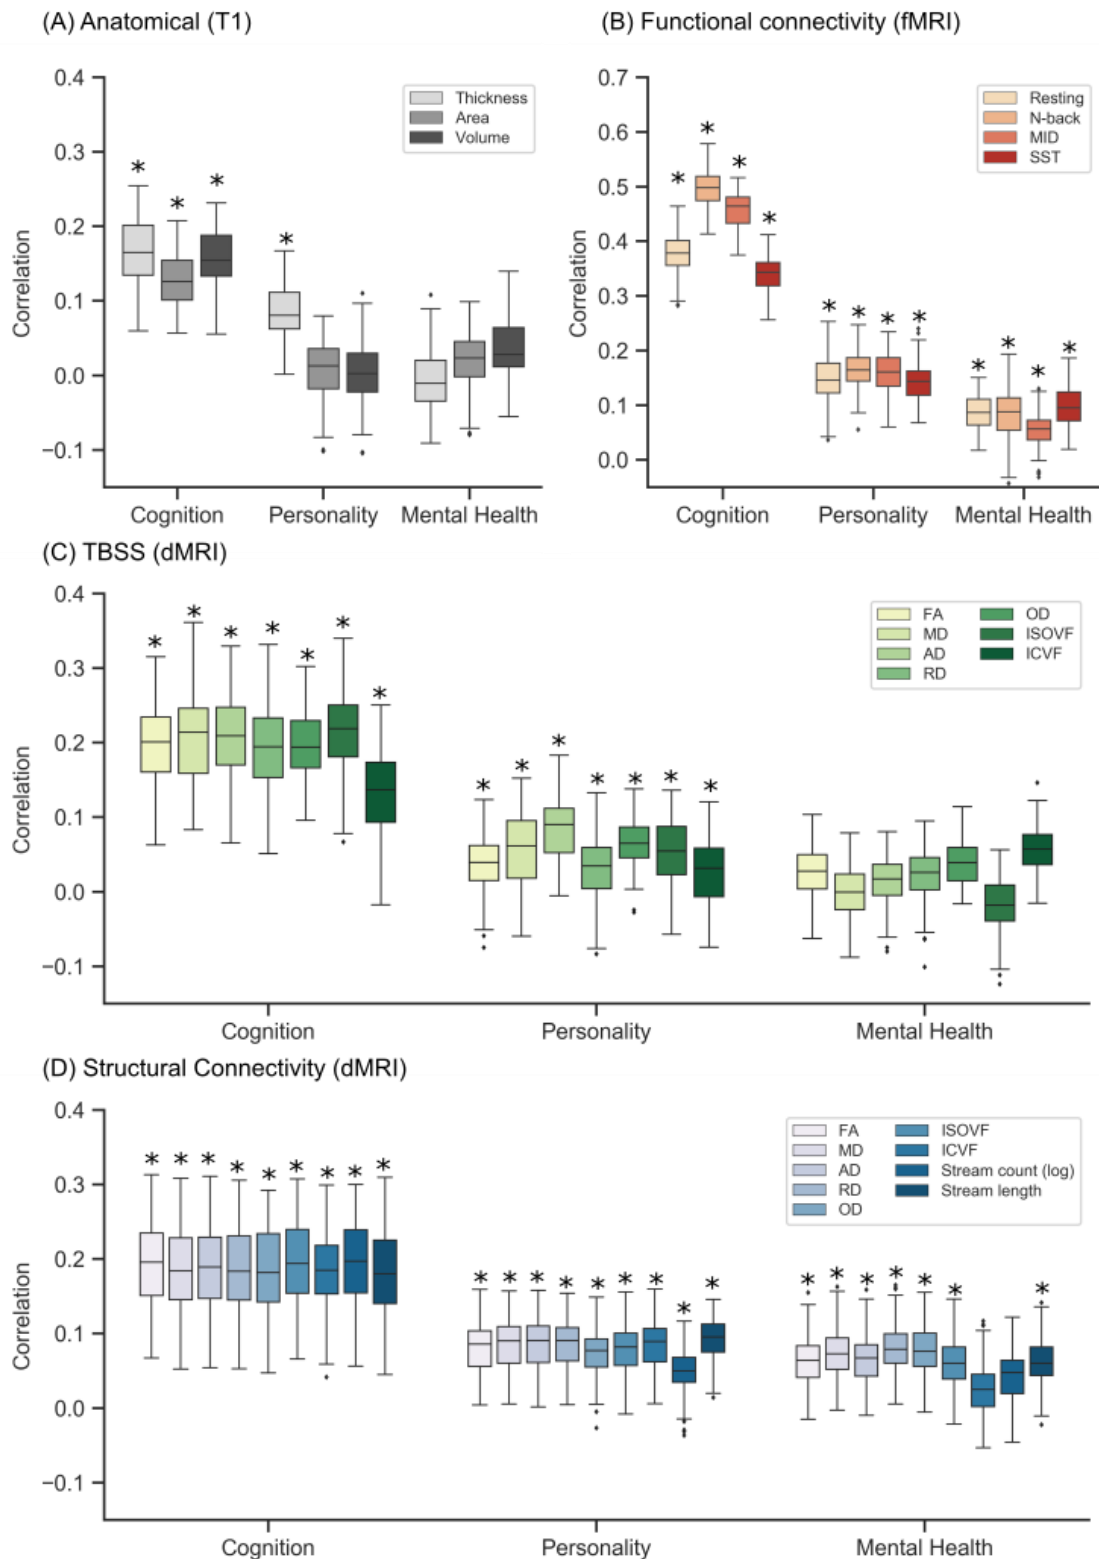 (A) Anatomical (T1)
0.4
0.3
0.2
0.1
0.0
−0.1
Correlation
Thickness
Area
Volume
* * * *
Cognition Personality Mental Health
(B) Functional connectivity (fMRI)
0.7
0.6
0.5
0.4
0.3
0.2
0.1
0.0
Correlation
Resting
N-back
MID
SST
* * * * * * * * * * * *
Cognition Personality Mental Health
(C) TBSS (dMRI)
0.4
0.3
0.2
0.1
0.0
−0.1
Correlation
FA
MD
AD
RD
OD
ISOVF
ICVF
* * * * * * * * * * * * * *
Cognition Personality Mental Health
(D) Structural Connectivity (dMRI)
0.4
0.3
0.2
0.1
0.0
−0.1
Correlation
FA
MD
AD
RD
OD
ISOVF
ICVF
Stream count (log)
Stream length
* * * * * * * * * * * * * * * * * * * * * * * * *
Cognition Personality Mental Health